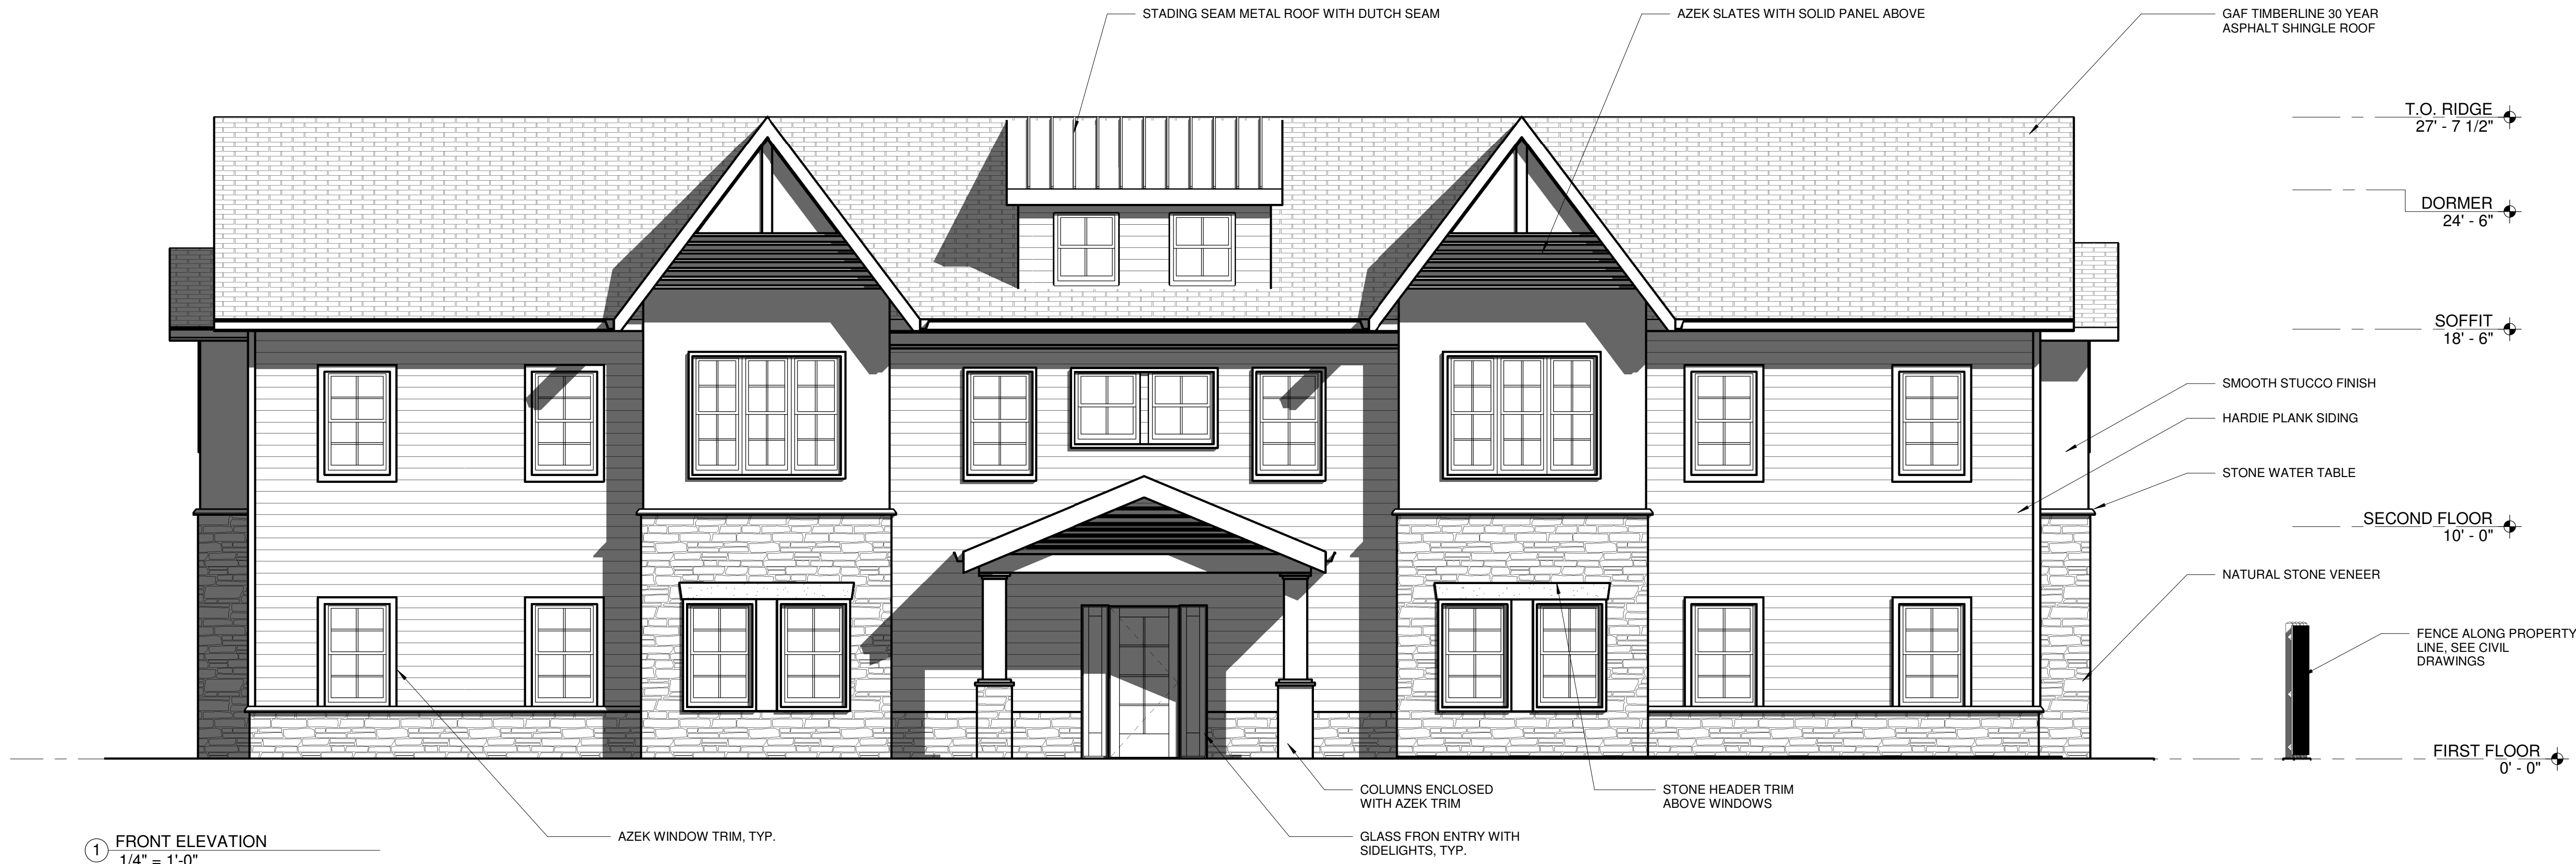 STADING SEAM METAL ROOF WITH DUTCH SEAM
AZEK SLATES WITH SOLID PANEL ABOVE
GAF TIMBERLINE 30 YEAR
ASPHALT SHINGLE ROOF
T.O. RIDGE
27' - 7 1/2"
DORMER
24' - 6"
SOFFIT
18' - 6"
SMOOTH STUCCO FINISH
HARDIE PLANK SIDING
STONE WATER TABLE
SECOND FLOOR
10' - 0"
NATURAL STONE VENEER
FENCE ALONG PROPERTY
LINE, SEE CIVIL
DRAWINGS
FIRST FLOOR
0' - 0"
COLUMNS ENCLOSED
WITH AZEK TRIM
STONE HEADER TRIM
ABOVE WINDOWS
AZEK WINDOW TRIM, TYP.
GLASS FRON ENTRY WITH
SIDELIGHTS, TYP.
1 FRONT ELEVATION
1/4" = 1'-0"